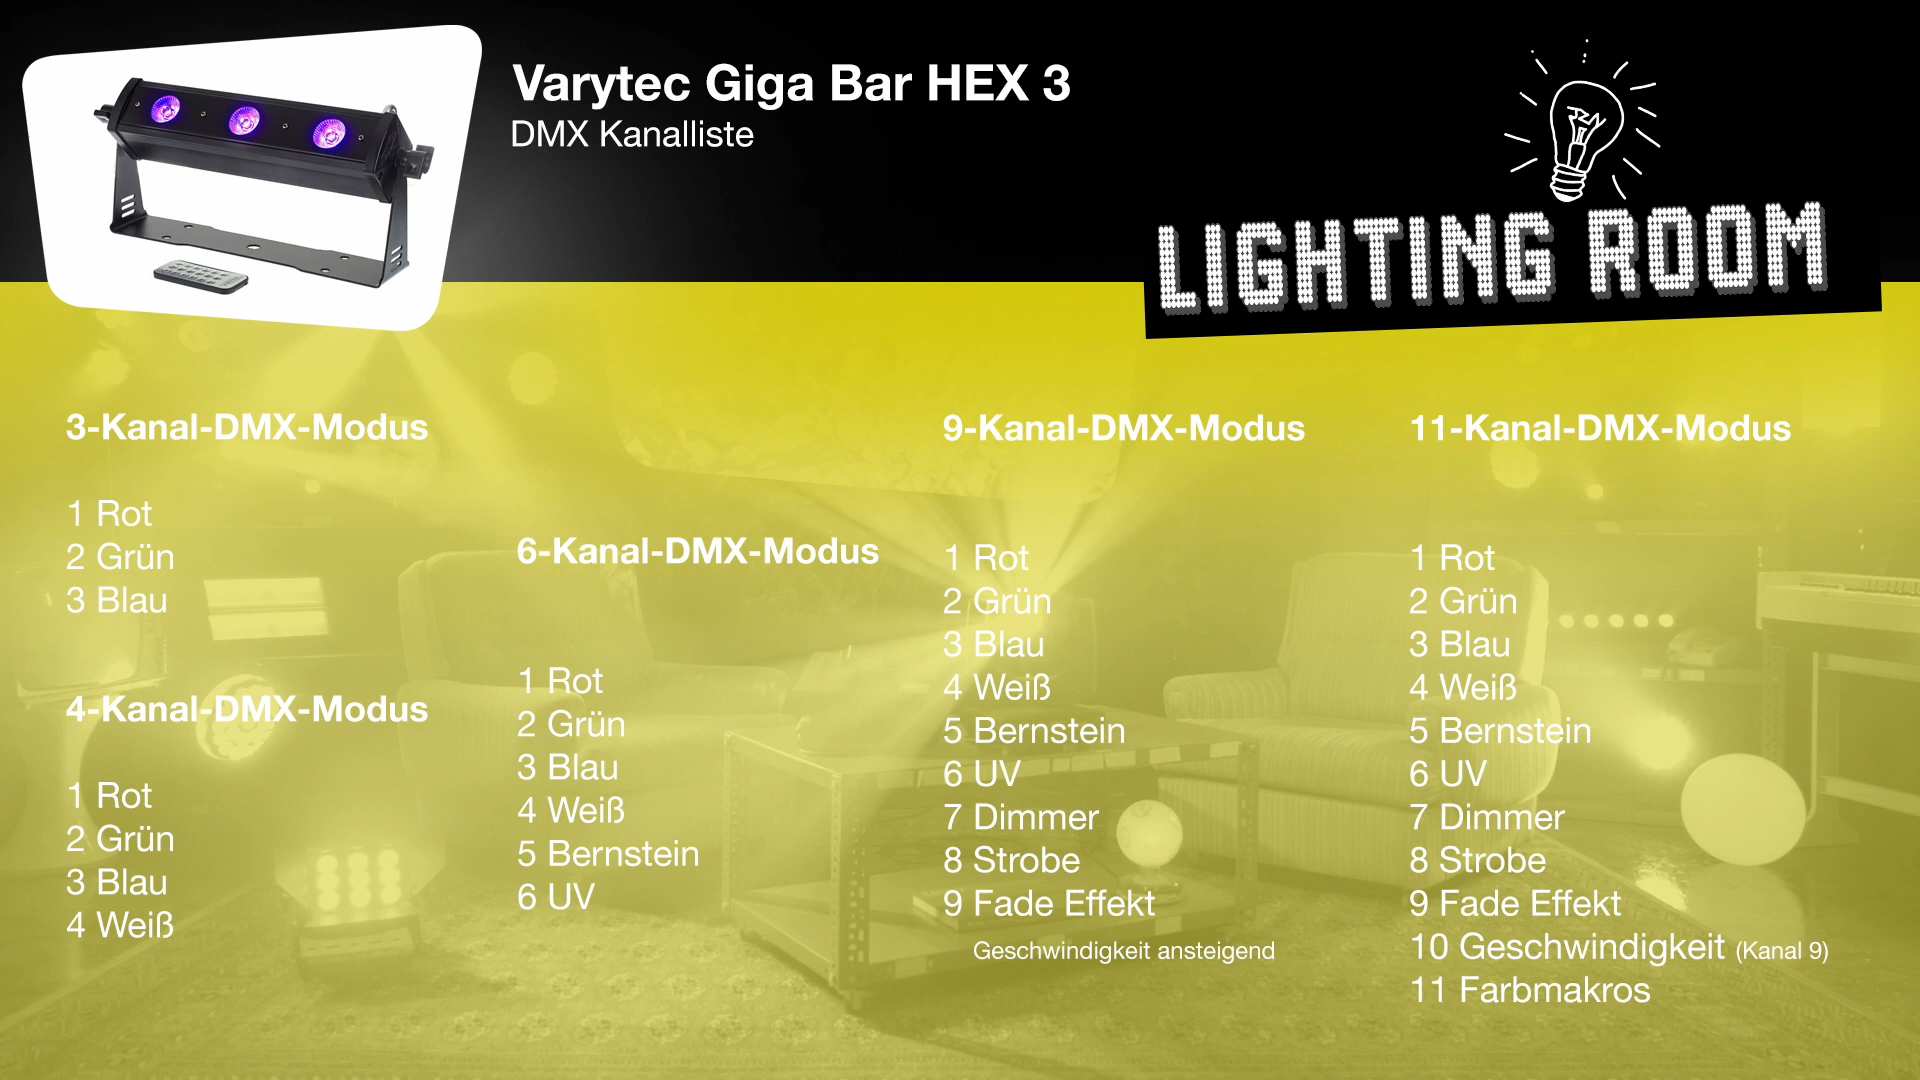 Varytec Giga Bar HEX 3
DMX Kanalliste
LIGHTING ROOM
3-Kanal-DMX-Modus
1 Rot
2 Grün
3 Blau
4-Kanal-DMX-Modus
1 Rot
2 Grün
3 Blau
4 Weiß
6-Kanal-DMX-Modus
1 Rot
2 Grün
3 Blau
4 Weiß
5 Bernstein
6 UV
9-Kanal-DMX-Modus
1 Rot
2 Grün
3 Blau
4 Weiß
5 Bernstein
6 UV
7 Dimmer
8 Strobe
9 Fade Effekt
Geschwindigkeit ansteigend
11-Kanal-DMX-Modus
1 Rot
2 Grün
3 Blau
4 Weiß
5 Bernstein
6 UV
7 Dimmer
8 Strobe
9 Fade Effekt
10 Geschwindigkeit (Kanal 9)
11 Farbmakros